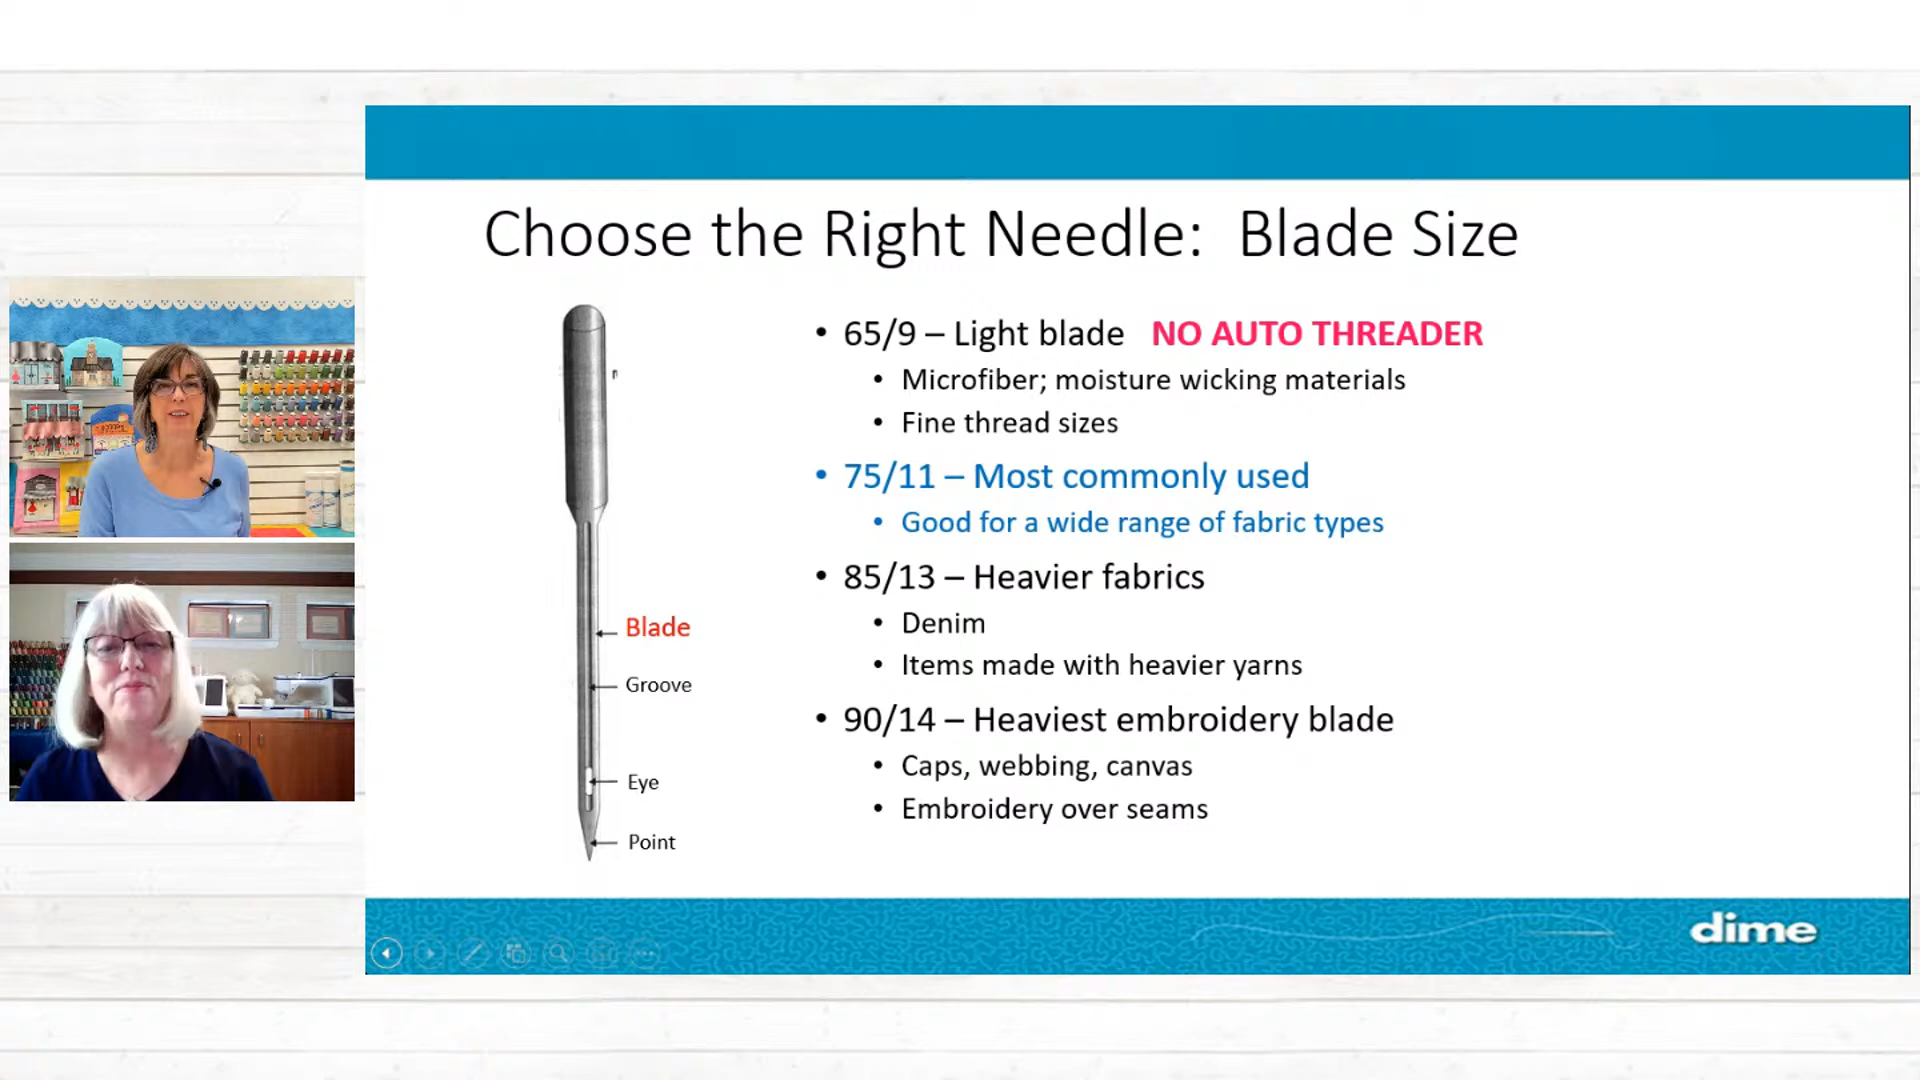 Choose the Right Needle: Blade Size
• 65/9 – Light blade NO AUTO THREADER
• Microfiber; moisture wicking materials
• Fine thread sizes
• 75/11 – Most commonly used
• Good for a wide range of fabric types
• 85/13 – Heavier fabrics
• Denim
• Items made with heavier yarns
• 90/14 – Heaviest embroidery blade
• Caps, webbing, canvas
• Embroidery over seams
Blade
Groove
Eye
Point
dime